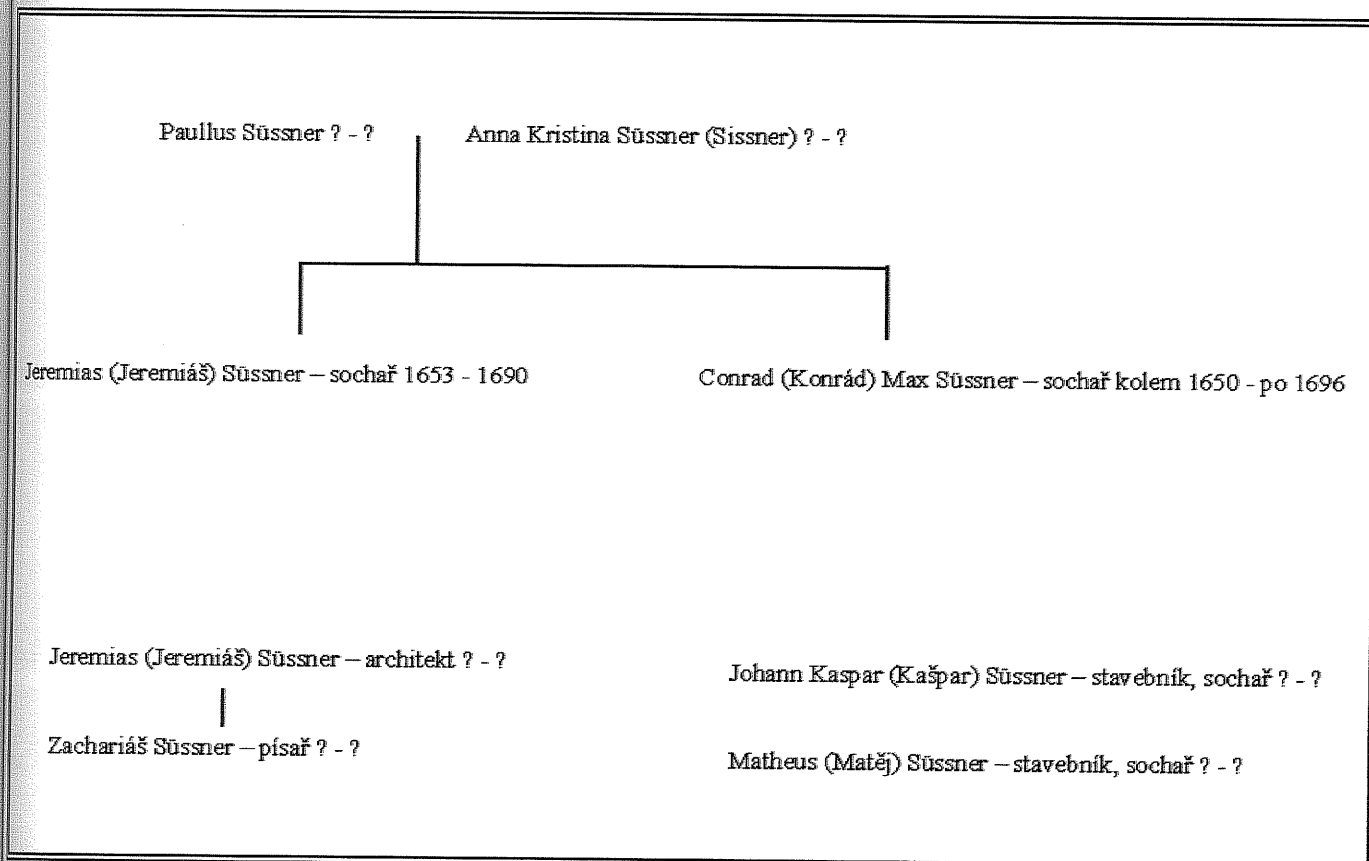 Paullus Süssner ? - ?
Anna Kristina Süssner (Sissner) ? - ?
Jeremias (Jeremiáš) Süssner – sochař 1653 - 1690
Conrad (Konrád) Max Süssner – sochař kolem 1650 - po 1696
Jeremias (Jeremiáš) Süssner – architekt ? - ?
Johann Kaspar (Kašpar) Süssner – stavebník, sochař ? - ?
Zachariáš Süssner – písař ? - ?
Matheus (Matěj) Süssner – stavebník, sochař ? - ?